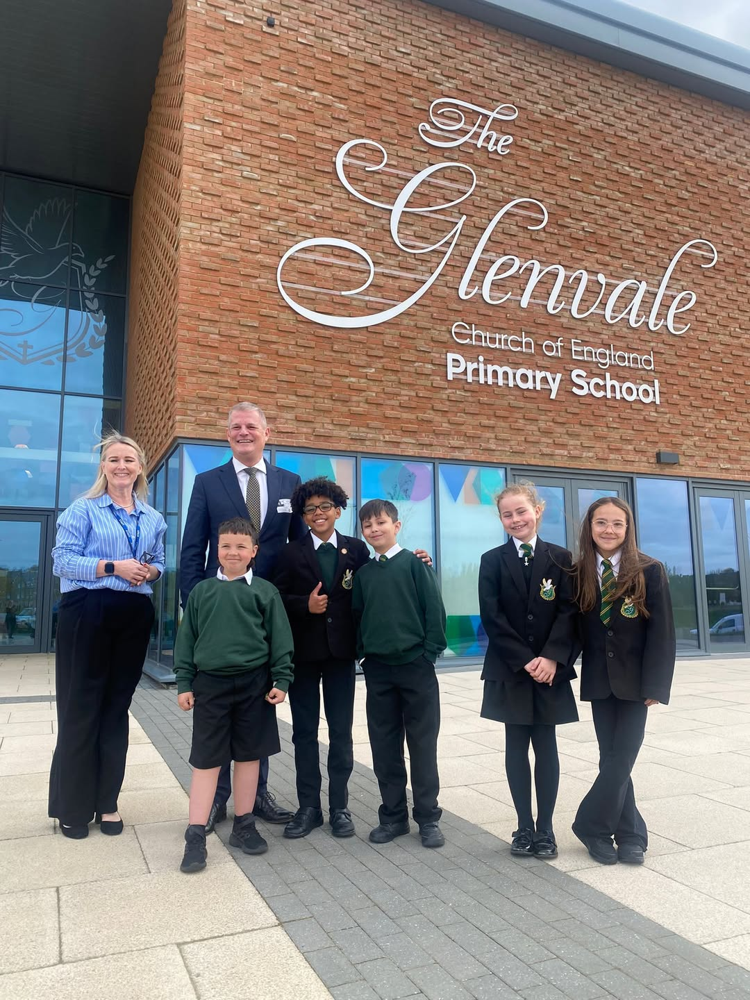 The
Glenvale
Church of England
Primary School